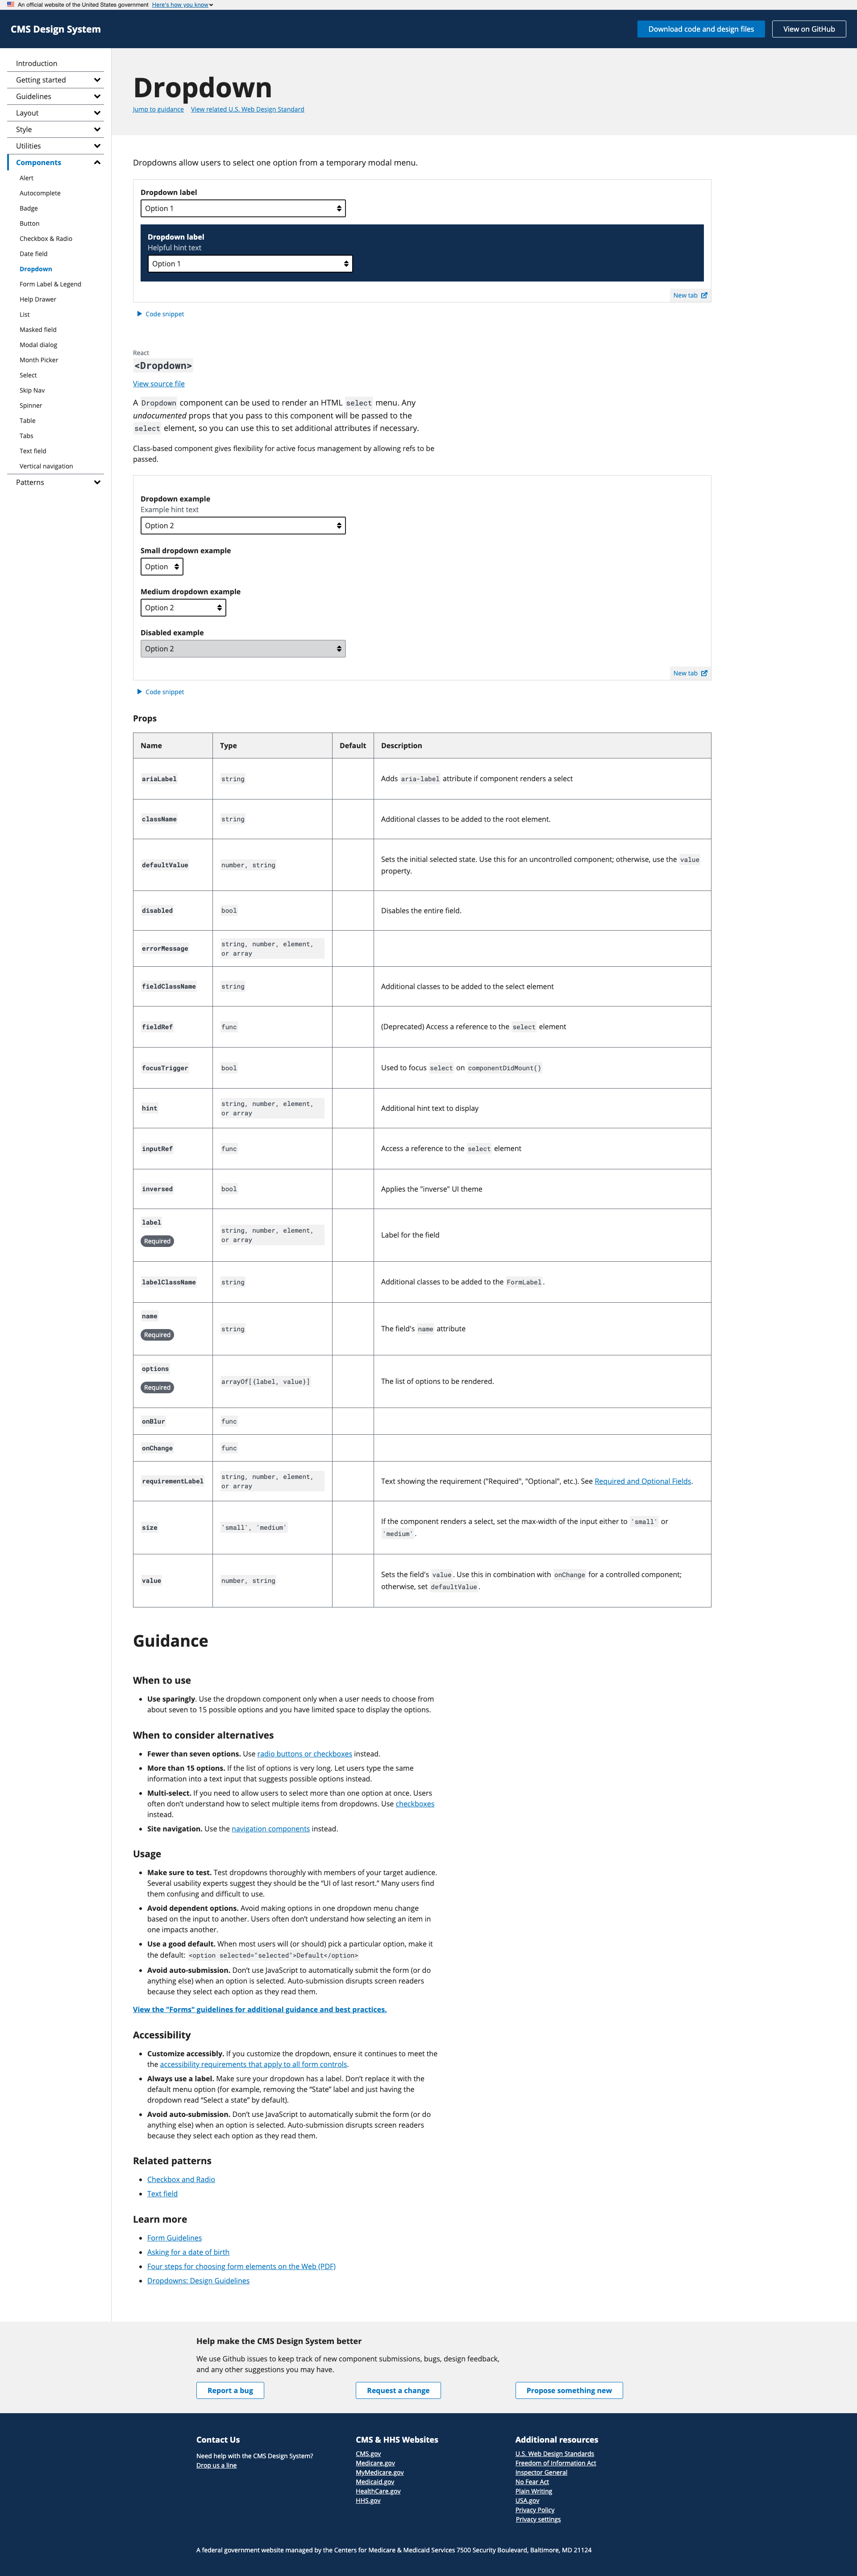 An official website of the United States government Here's how you know
CMS Design System
Download code and design files
View on GitHub
Introduction
Getting started
Guidelines
Layout
Style
Utilities
Components
Alert
Autocomplete
Badge
Button
Checkbox & Radio
Date field
Dropdown
Form Label & Legend
Help Drawer
List
Masked field
Modal dialog
Month Picker
Select
Skip Nav
Spinner
Table
Tabs
Text field
Vertical navigation
Patterns
Dropdown
Jump to guidance View related U.S. Web Design Standard
Dropdowns allow users to select one option from a temporary modal menu.
Dropdown label
Option 1
Dropdown label
Helpful hint text
Option 1
New tab
Code snippet
React
<Dropdown>
View source file
A Dropdown component can be used to render an HTML select menu. Any
undocumented props that you pass to this component will be passed to the
select element, so you can use this to set additional attributes if necessary.
Class-based component gives flexibility for active focus management by allowing refs to be
passed.
Dropdown example
Example hint text
Option 2
Small dropdown example
Option
Medium dropdown example
Option 2
Disabled example
Option 2
New tab
Code snippet
Props
Name Type Default Description
ariaLabel string Adds aria-label attribute if component renders a select
className string Additional classes to be added to the root element.
defaultValue number, string Sets the initial selected state. Use this for an uncontrolled component; otherwise, use the value
property.
disabled bool Disables the entire field.
errorMessage string, number, element,
or array
fieldClassName string Additional classes to be added to the select element
fieldRef func (Deprecated) Access a reference to the select element
focusTrigger bool Used to focus select on componentDidMount()
hint string, number, element,
or array Additional hint text to display
inputRef func Access a reference to the select element
inversed bool Applies the "inverse" UI theme
label
Required
string, number, element,
or array Label for the field
labelClassName string Additional classes to be added to the FormLabel.
name
Required
string The field's name attribute
options
Required
arrayOf[{label, value}] The list of options to be rendered.
onBlur func
onChange func
requirementLabel string, number, element,
or array Text showing the requirement ("Required", "Optional", etc.). See Required and Optional Fields.
size 'small', 'medium' If the component renders a select, set the max-width of the input either to 'small' or
'medium'.
value number, string Sets the field's value. Use this in combination with onChange for a controlled component;
otherwise, set defaultValue.
Guidance
When to use
Use sparingly. Use the dropdown component only when a user needs to choose from
about seven to 15 possible options and you have limited space to display the options.
When to consider alternatives
Fewer than seven options. Use radio buttons or checkboxes instead.
More than 15 options. If the list of options is very long. Let users type the same
information into a text input that suggests possible options instead.
Multi-select. If you need to allow users to select more than one option at once. Users
often don't understand how to select multiple items from dropdowns. Use checkboxes
instead.
Site navigation. Use the navigation components instead.
Usage
Make sure to test. Test dropdowns thoroughly with members of your target audience.
Several usability experts suggest they should be the "UI of last resort." Many users find
them confusing and difficult to use.
Avoid dependent options. Avoid making options in one dropdown menu change
based on the input to another. Users often don't understand how selecting an item in
one impacts another.
Use a good default. When most users will (or should) pick a particular option, make it
the default: <option selected="selected">Default</option>
Avoid auto-submission. Don't use JavaScript to automatically submit the form (or do
anything else) when an option is selected. Auto-submission disrupts screen readers
because they select each option as they read them.
View the "Forms" guidelines for additional guidance and best practices.
Accessibility
Customize accessibly. If you customize the dropdown, ensure it continues to meet the
the accessibility requirements that apply to all form controls.
Always use a label. Make sure your dropdown has a label. Don't replace it with the
default menu option (for example, removing the "State" label and just having the
dropdown read "Select a state" by default).
Avoid auto-submission. Don't use JavaScript to automatically submit the form (or do
anything else) when an option is selected. Auto-submission disrupts screen readers
because they select each option as they read them.
Related patterns
Checkbox and Radio
Text field
Learn more
Form Guidelines
Asking for a date of birth
Four steps for choosing form elements on the Web (PDF)
Dropdowns: Design Guidelines
Help make the CMS Design System better
We use Github issues to keep track of new component submissions, bugs, design feedback,
and any other suggestions you may have.
Report a bug
Request a change
Propose something new
Contact Us
Need help with the CMS Design System?
Drop us a line
CMS & HHS Websites
CMS.gov
Medicare.gov
MyMedicare.gov
Medicaid.gov
HealthCare.gov
HHS.gov
Additional resources
U.S. Web Design Standards
Freedom of Information Act
Inspector General
No Fear Act
Plain Writing
USA.gov
Privacy Policy
Privacy settings
A federal government website managed by the Centers for Medicare & Medicaid Services 7500 Security Boulevard, Baltimore, MD 21124